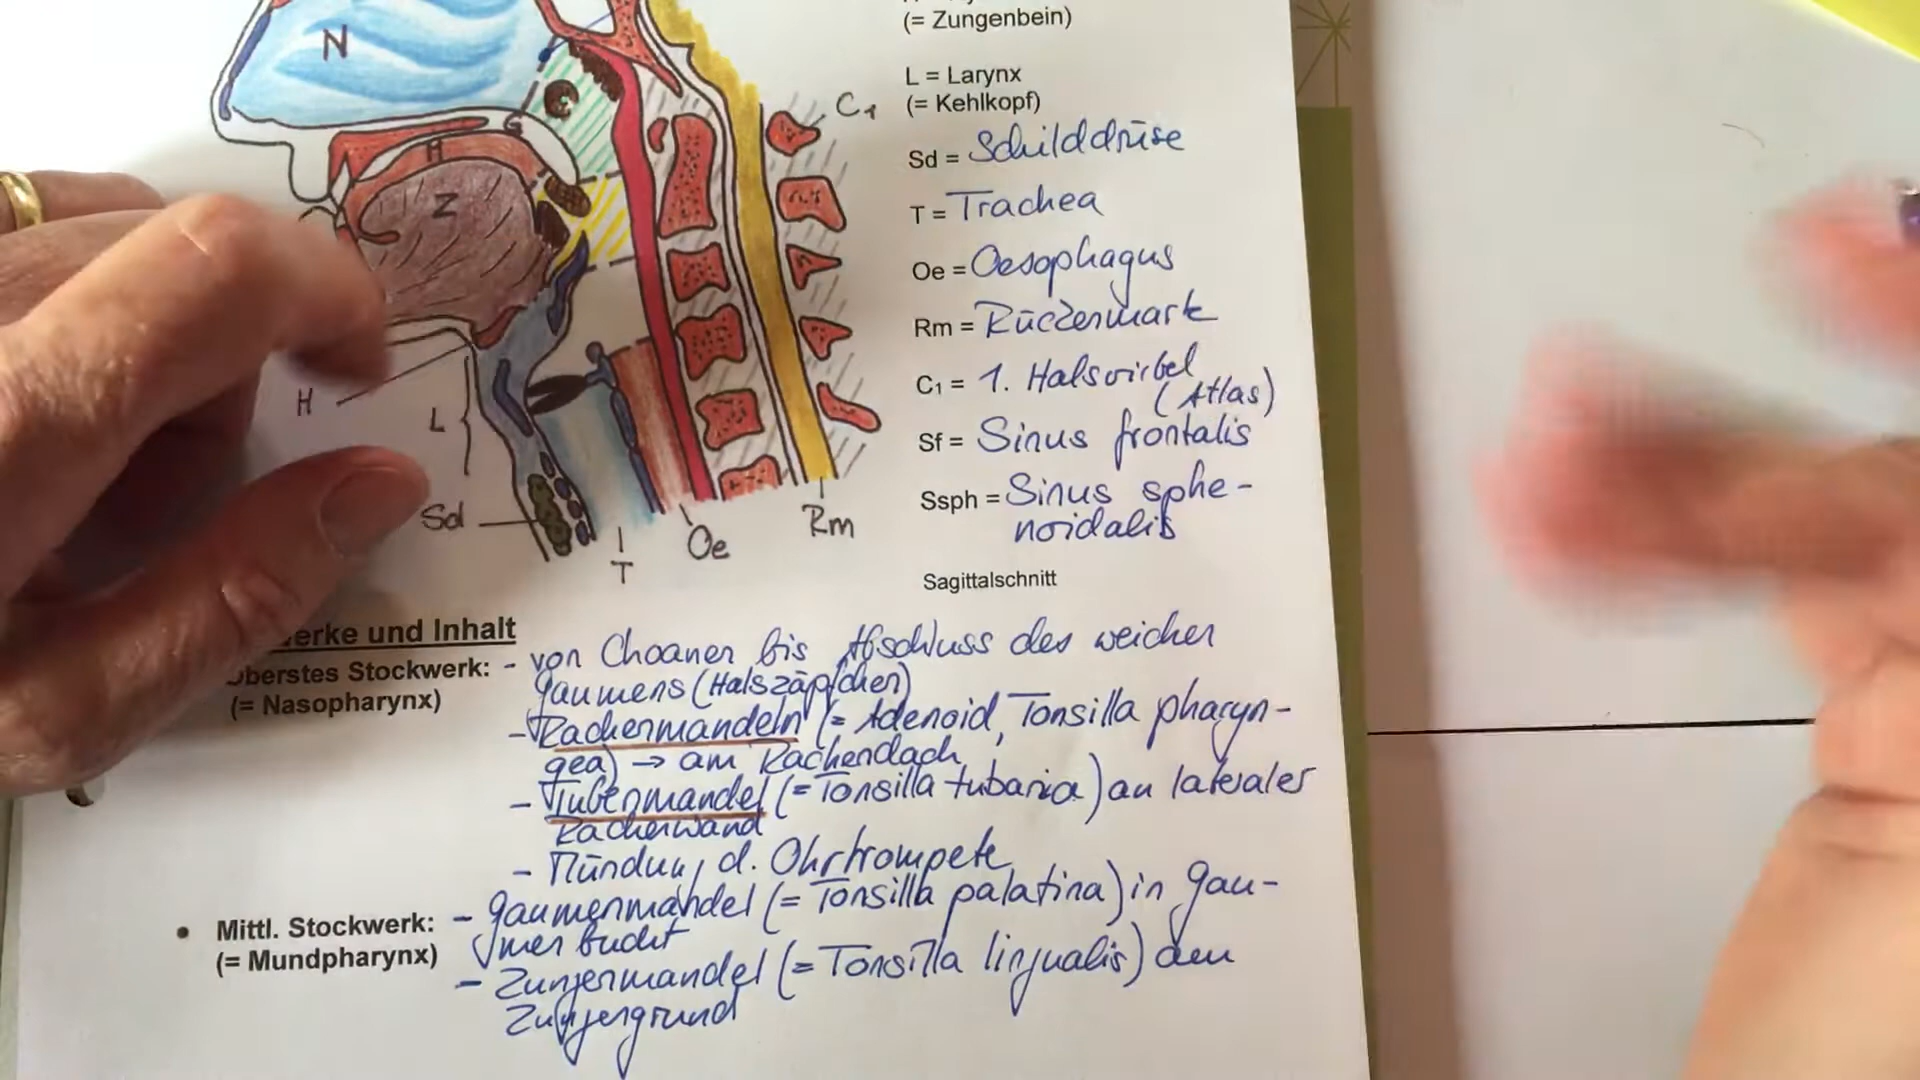 N
(= Zungenbein)
L = Larynx
(= Kehlkopf)
C1
Sd = Schilddrüse
Z
T = Trachea
Oe = Oesophagus
Rm = Rückenmark
C1 = 1. Halswirbel
(Atlas)
H
L
Sf = Sinus frontalis
Ssph = Sinus sphe-
noidalis
Sd
T
Oe
Rm
Sagittalschnitt
erke und Inhalt
berstes Stockwerk: - von Choanen bis Abschluss des weichen
(= Nasopharynx)
Gaumens (Halszäpfchen)
- Rachenmandeln (= Adenoid, Tonsilla pharyn-
gea) → am Rachendach
- Tubenmandel (= Tonsilla tubaria) an lateraler
Rachenwand
- Mündung d. Ohrtrompete
• Mittl. Stockwerk: - Gaumenmandel (= Tonsilla palatina) in Gau-
(= Mundpharynx)
menbucht
- Zungenmandel (= Tonsilla lingualis) am
Zungengrund